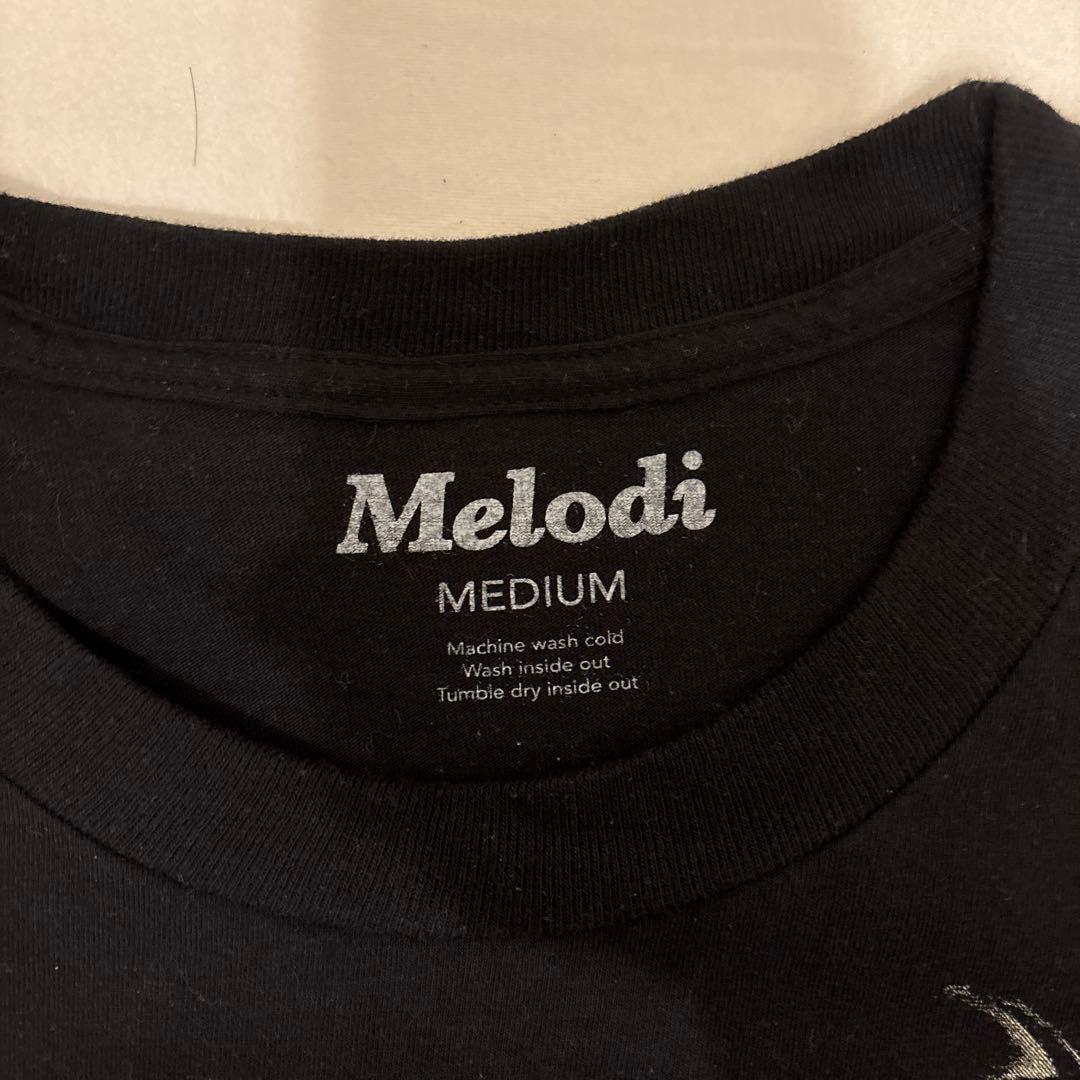 Melodi
MEDIUM
Machine wash cold
Wash inside out
Tumble dry inside out